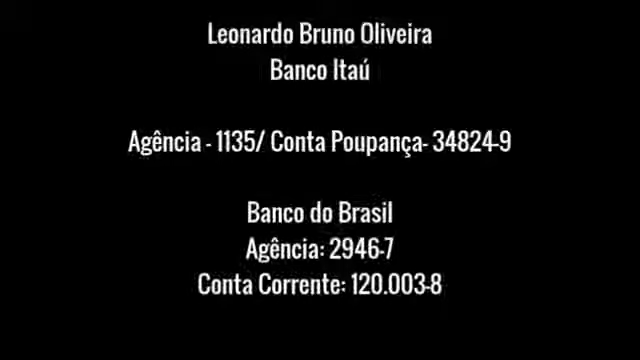 Leonardo Bruno Oliveira
Banco Itaú
Agência - 1135/ Conta Poupança- 34824-9
Banco do Brasil
Agência: 2946-7
Conta Corrente: 120.003-8